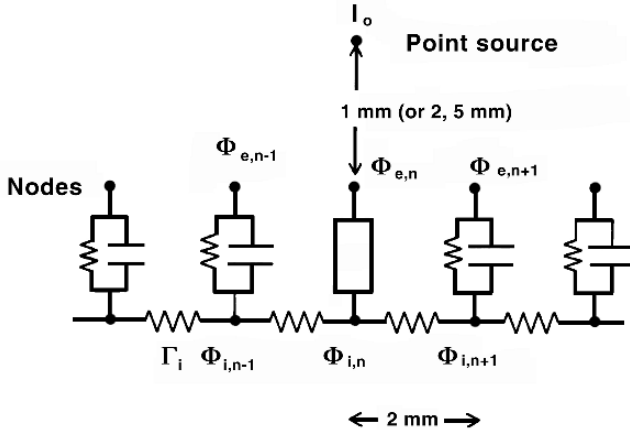 I o
Point source
1 mm (or 2, 5 mm)
Φ e,n-1
Φ e,n
Φ e,n+1
Nodes
Γ i
Φ i,n-1
Φ i,n
Φ i,n+1
2 mm